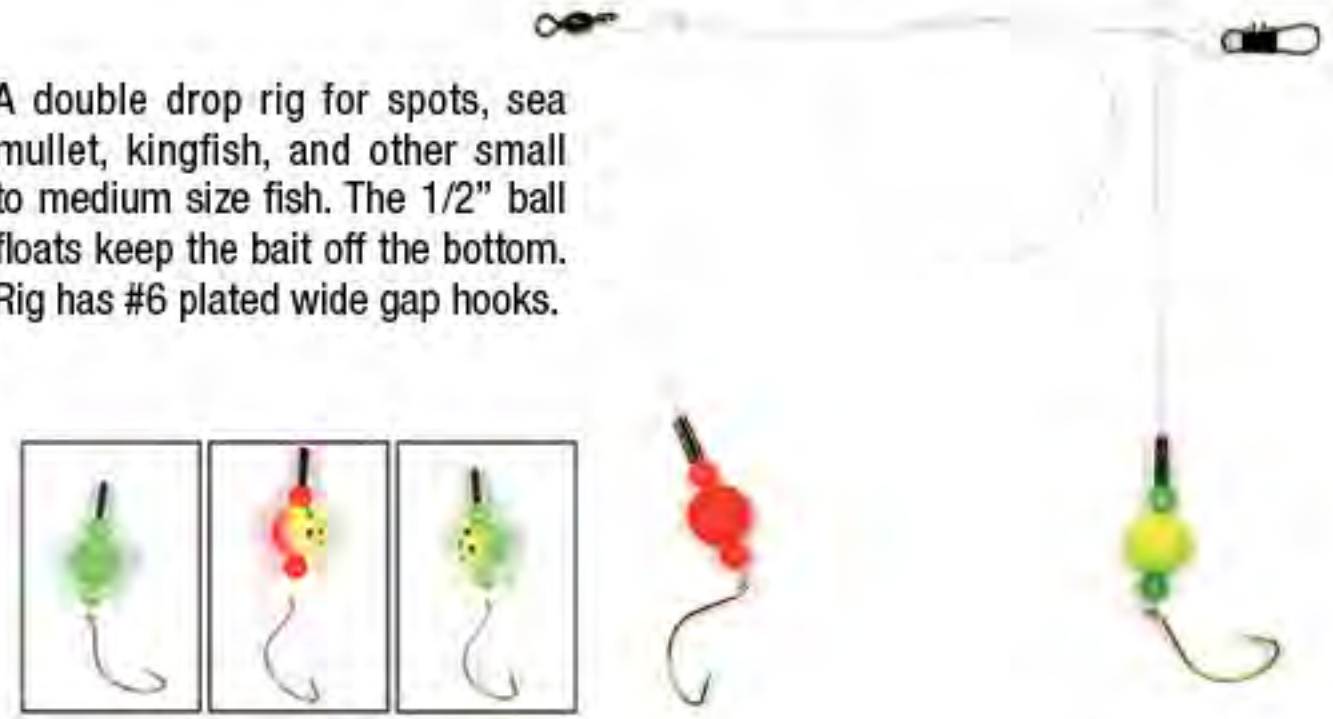 A double drop rig for spots, sea
mullet, kingfish, and other small
to medium size fish. The 1/2” ball
floats keep the bait off the bottom.
Rig has #6 plated wide gap hooks.